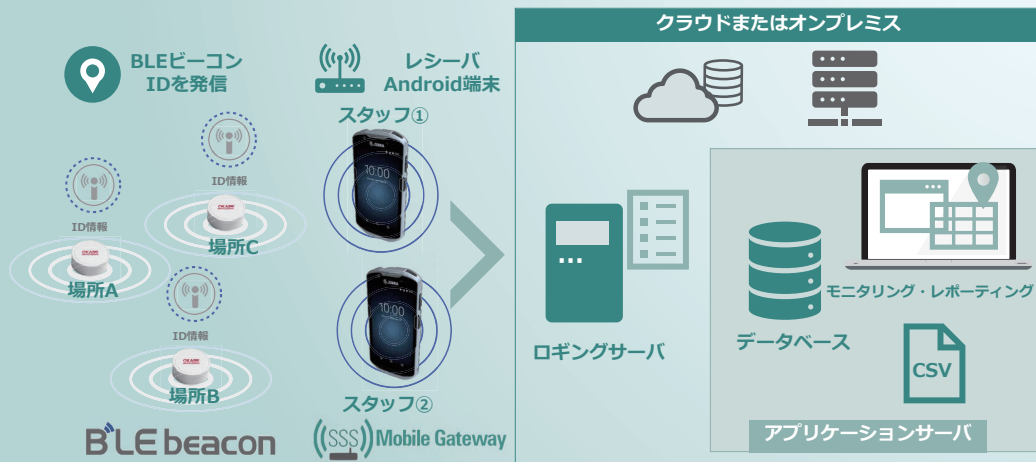 クラウドまたはオンプレミス
BLEビーコン
IDを発信
レシーバ
Android端末
スタッフ①
ID情報
場所C
ID情報
場所A
ID情報
場所B
10:00
スタッフ②
10:00
BLE beacon
((SSS)) Mobile Gateway
ロギングサーバ
データベース
モニタリング・レポーティング
CSV
アプリケーションサーバ